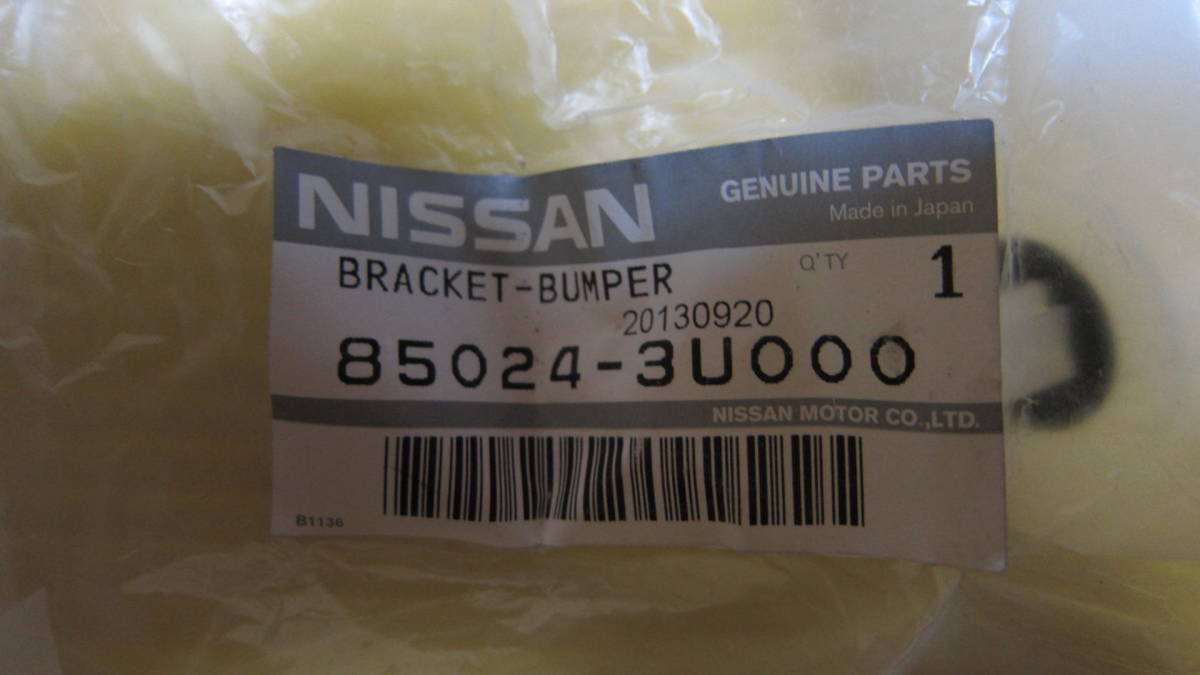 NISSAN
GENUINE PARTS
Made in Japan
BRACKET-BUMPER
Q'TY 1
20130920
85024-3U000
NISSAN MOTOR CO.,LTD.
B1136